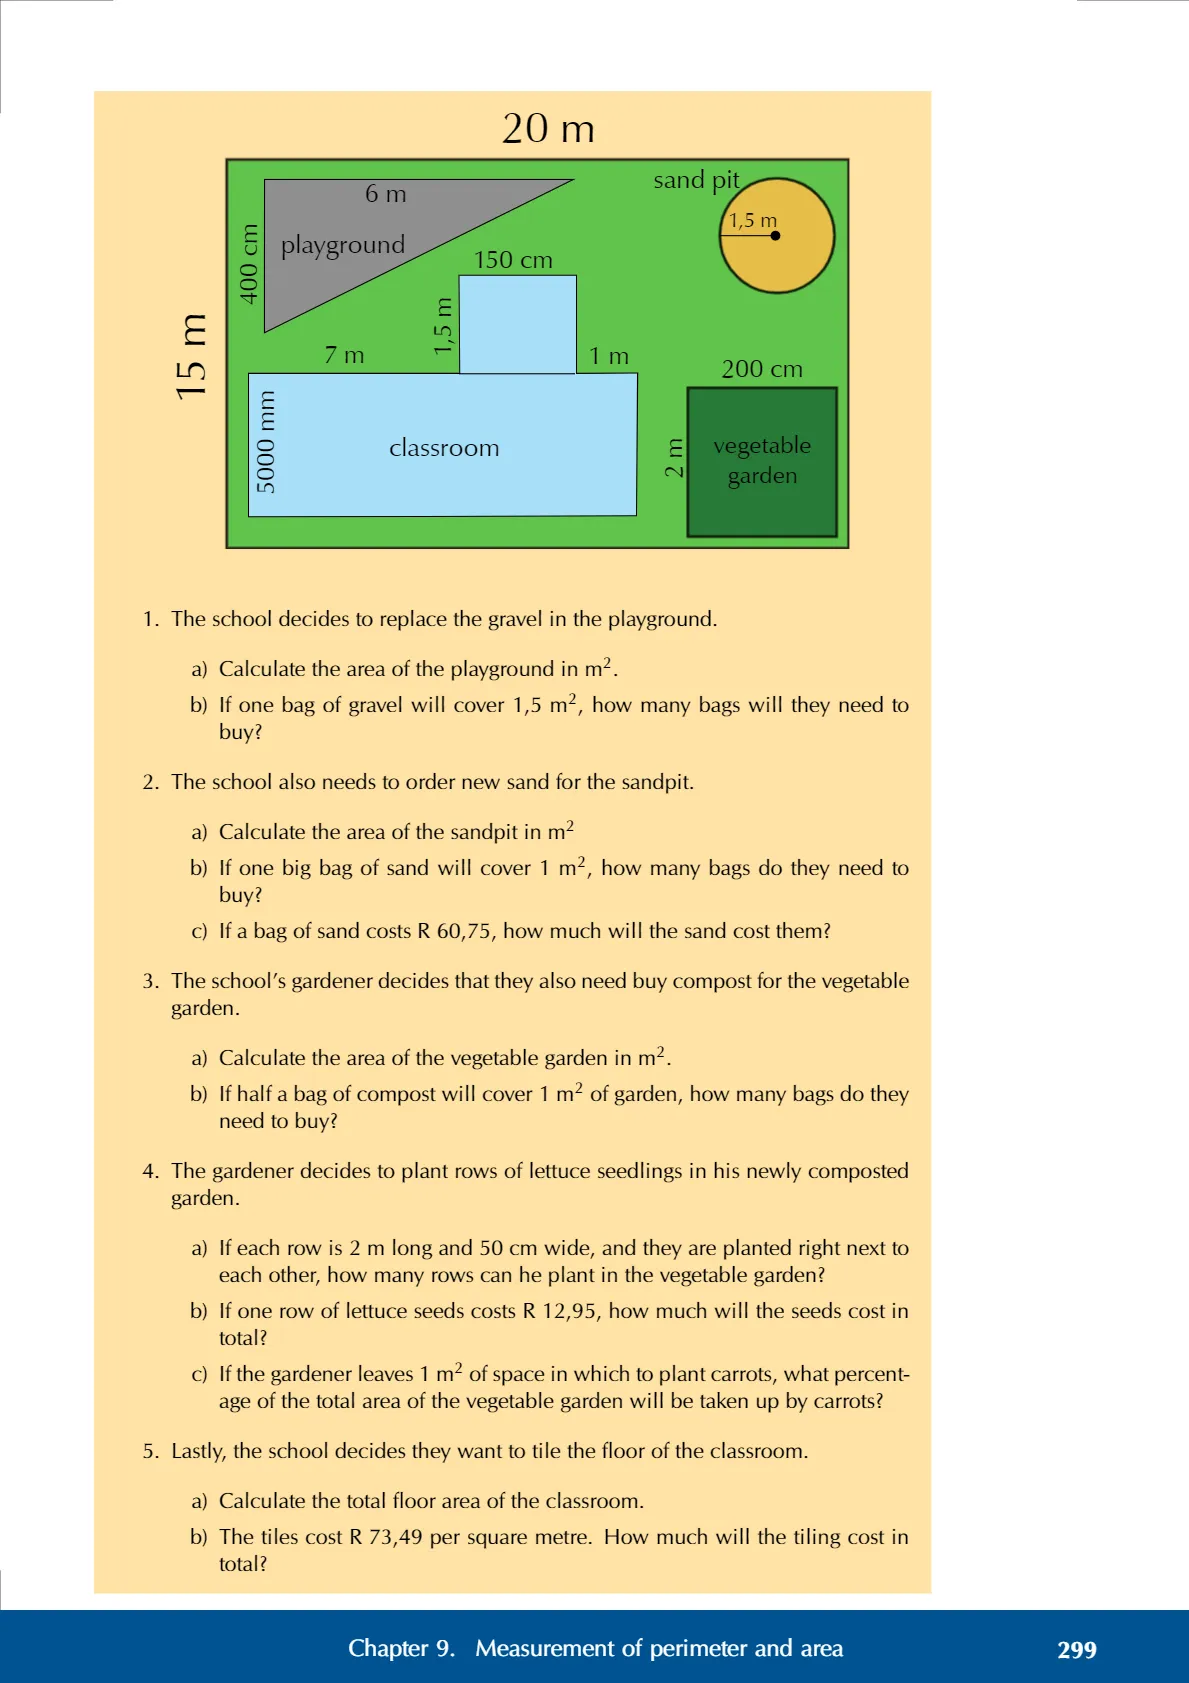 20 m
sand pit
6 m
1,5 m
400 cm
playground
150 cm
15 m
1,5 m
7 m
1 m
200 cm
5000 mm
classroom
2 m
vegetable
garden
1. The school decides to replace the gravel in the playground.
a) Calculate the area of the playground in m².
b) If one bag of gravel will cover 1,5 m², how many bags will they need to
buy?
2. The school also needs to order new sand for the sandpit.
a) Calculate the area of the sandpit in m²
b) If one big bag of sand will cover 1 m², how many bags do they need to
buy?
c) If a bag of sand costs R 60,75, how much will the sand cost them?
3. The school's gardener decides that they also need buy compost for the vegetable
garden.
a) Calculate the area of the vegetable garden in m².
b) If half a bag of compost will cover 1 m² of garden, how many bags do they
need to buy?
4. The gardener decides to plant rows of lettuce seedlings in his newly composted
garden.
a) If each row is 2 m long and 50 cm wide, and they are planted right next to
each other, how many rows can he plant in the vegetable garden?
b) If one row of lettuce seeds costs R 12,95, how much will the seeds cost in
total?
c) If the gardener leaves 1 m² of space in which to plant carrots, what percent-
age of the total area of the vegetable garden will be taken up by carrots?
5. Lastly, the school decides they want to tile the floor of the classroom.
a) Calculate the total floor area of the classroom.
b) The tiles cost R 73,49 per square metre. How much will the tiling cost in
total?
Chapter 9. Measurement of perimeter and area 299